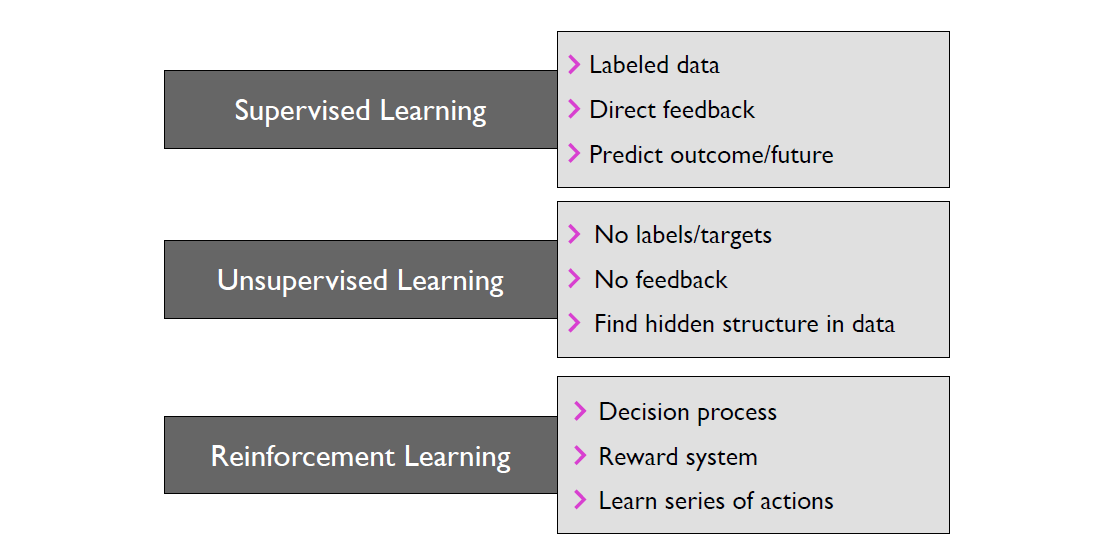 Supervised Learning
Labeled data
Direct feedback
Predict outcome/future
Unsupervised Learning
No labels/targets
No feedback
Find hidden structure in data
Reinforcement Learning
Decision process
Reward system
Learn series of actions